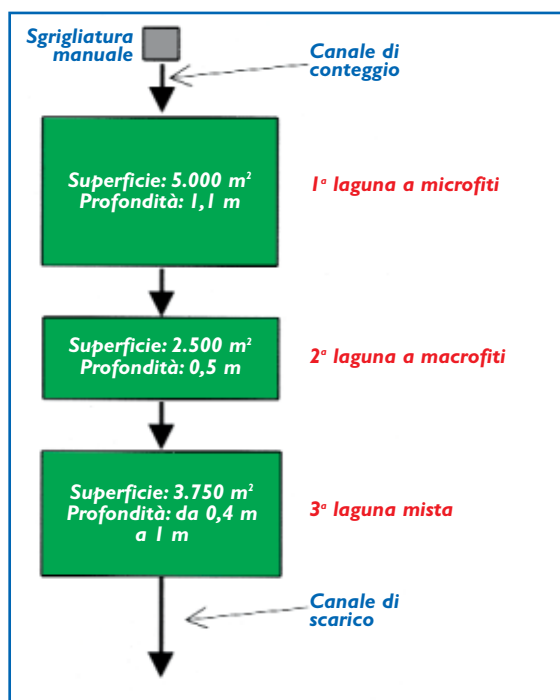 Sgrigliatura
manuale
Canale di
conteggio
Superficie: 5.000 m²
Profondità: 1,1 m
1ª laguna a microfiti
Superficie: 2.500 m²
Profondità: 0,5 m
2ª laguna a macrofiti
Superficie: 3.750 m²
Profondità: da 0,4 m
a 1 m
3ª laguna mista
Canale di
scarico